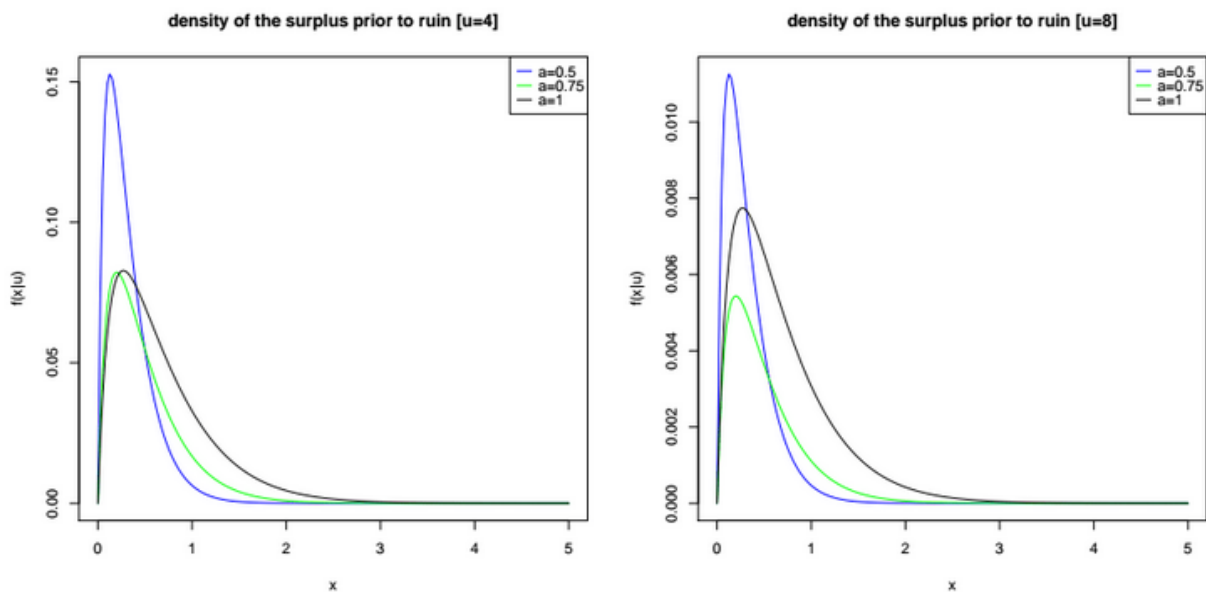 density of the surplus prior to ruin [u=4]
a=0.5
a=0.75
a=1
0.15
0.10
0.05
0.00
f(x|u)
0 1 2 3 4 5
x
density of the surplus prior to ruin [u=8]
a=0.5
a=0.75
a=1
0.010
0.008
0.006
0.004
0.002
0.000
f(x|u)
0 1 2 3 4 5
x